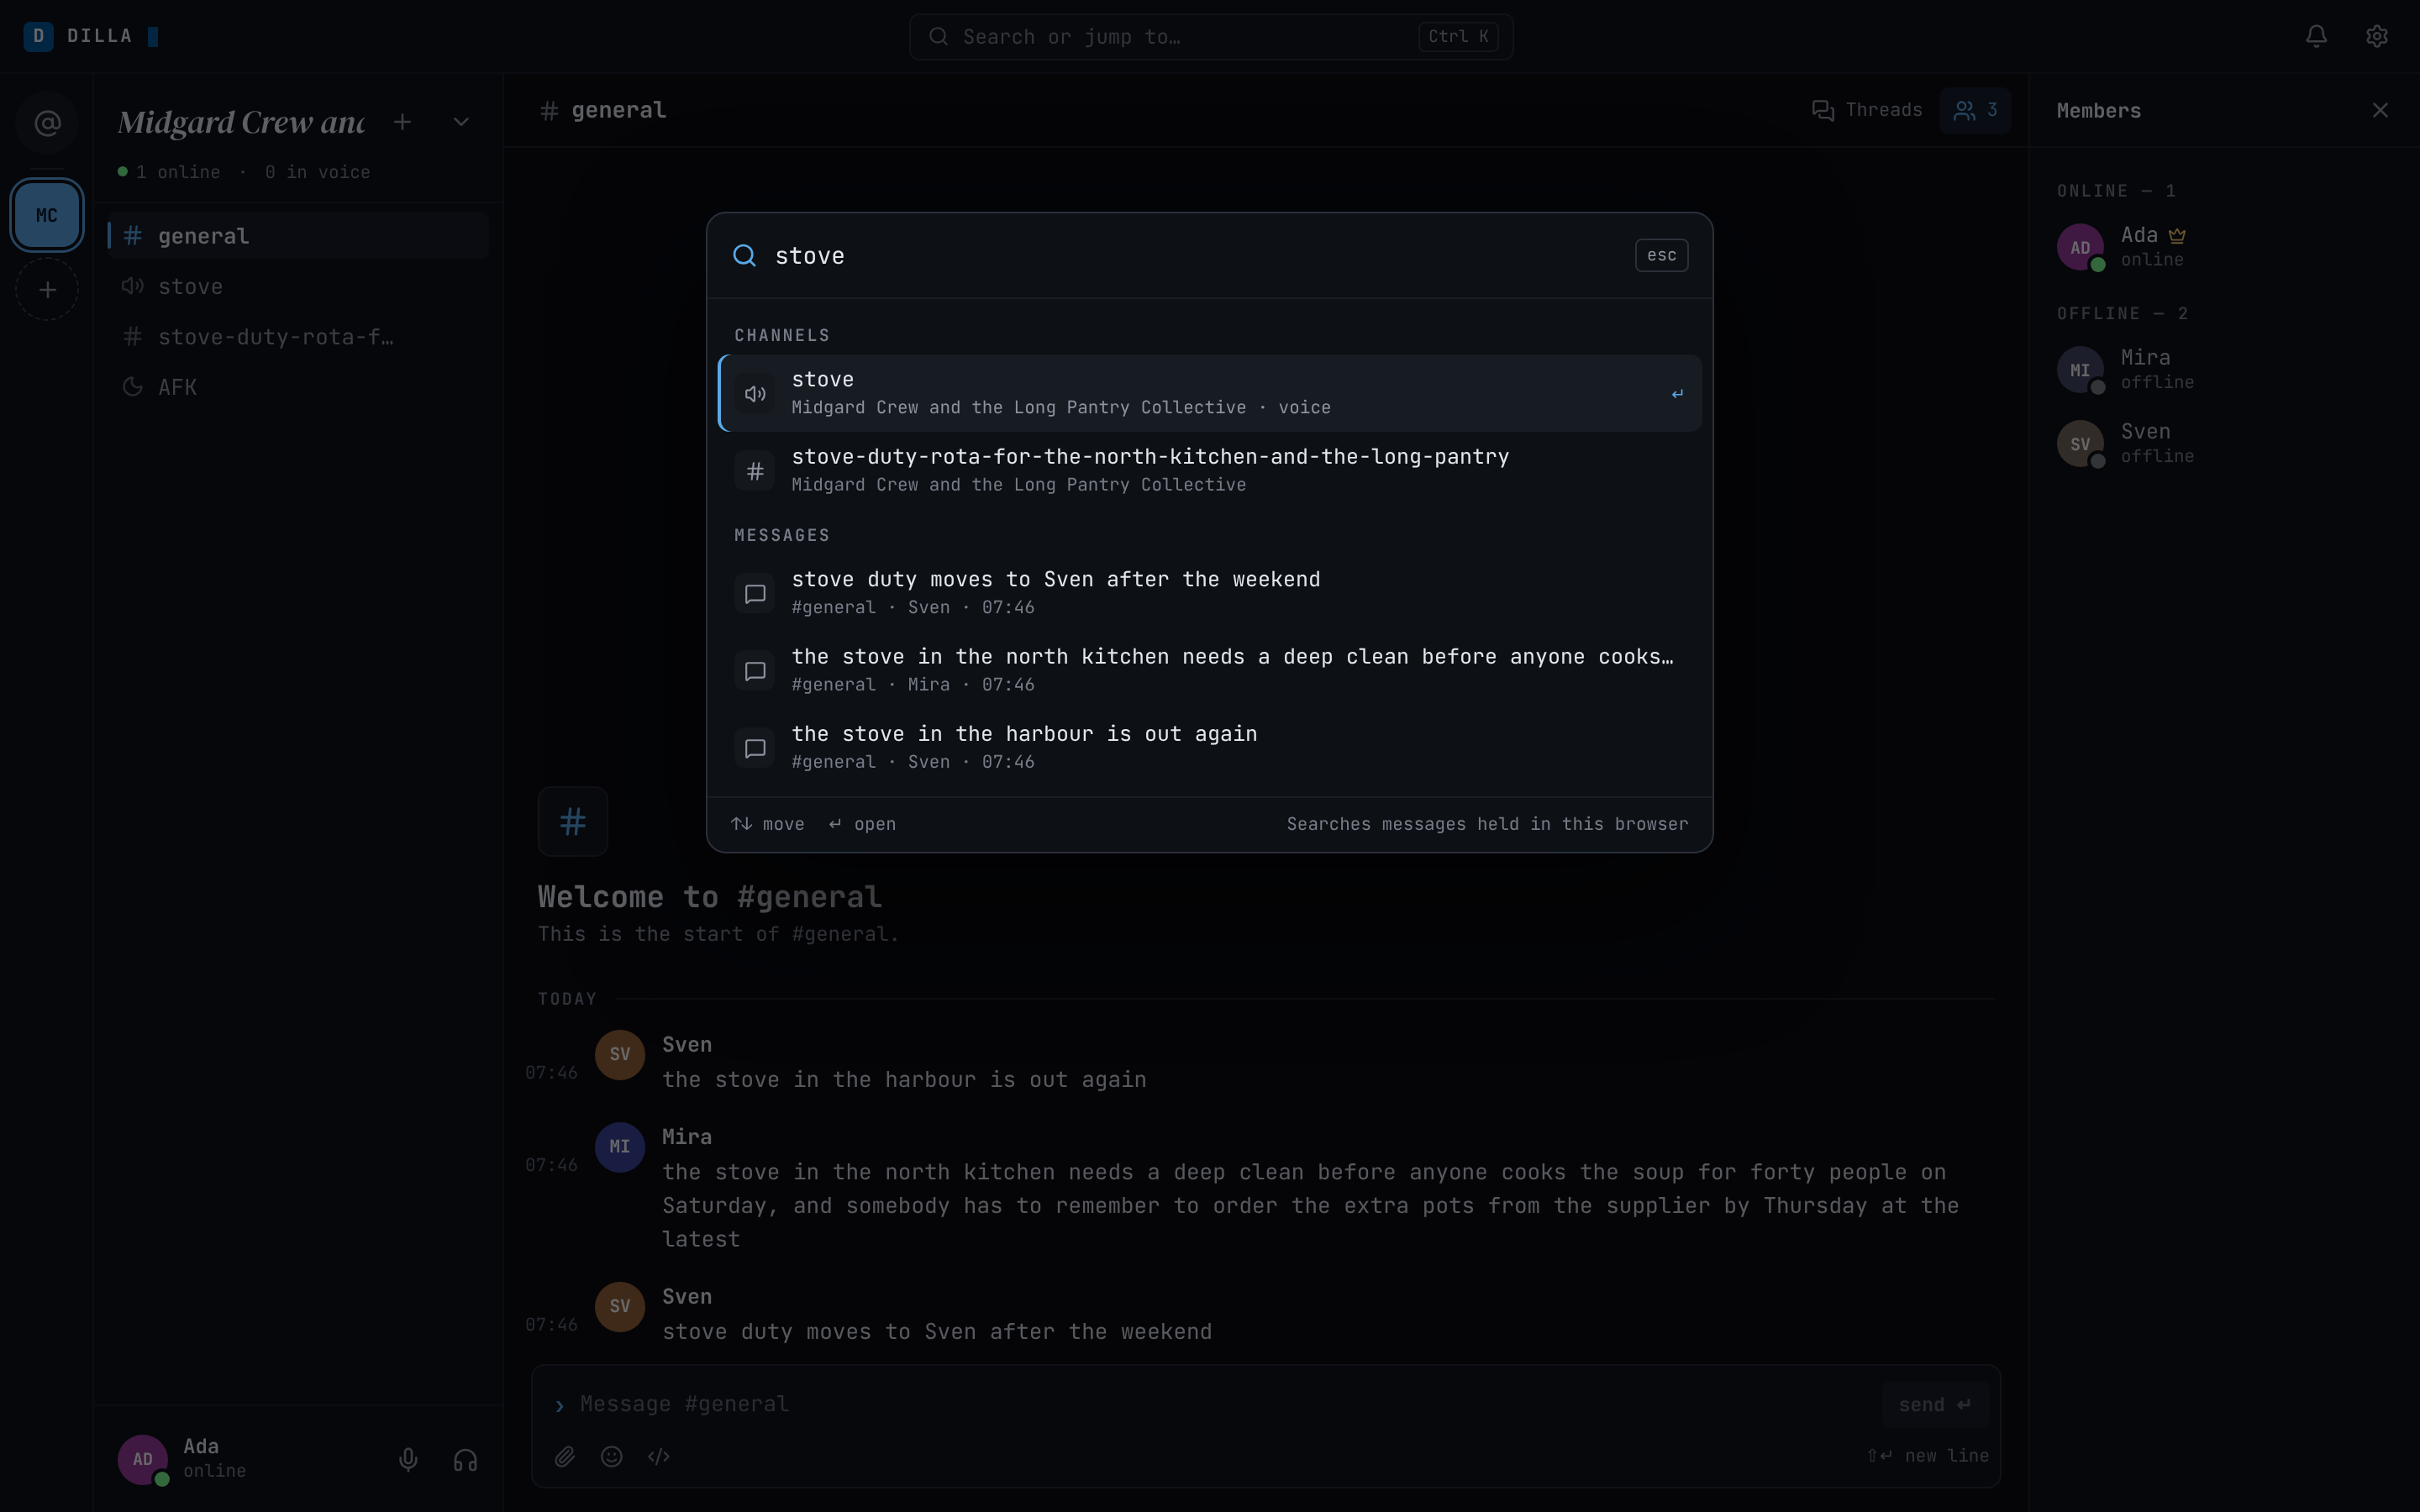 D DILLA
Search or jump to… Ctrl K
Midgard Crew and
1 online · 0 in voice
MC
general
stove
stove-duty-rota-f…
AFK
Ada
AD
online
general
Threads
3
stove
esc
CHANNELS
stove
Midgard Crew and the Long Pantry Collective · voice
stove-duty-rota-for-the-north-kitchen-and-the-long-pantry
Midgard Crew and the Long Pantry Collective
MESSAGES
stove duty moves to Sven after the weekend
#general · Sven · 07:46
the stove in the north kitchen needs a deep clean before anyone cooks…
#general · Mira · 07:46
the stove in the harbour is out again
#general · Sven · 07:46
↑↓ move ↵ open
Searches messages held in this browser
Welcome to #general
This is the start of #general.
TODAY
Sven
07:46 SV
the stove in the harbour is out again
Mira
07:46 MI
the stove in the north kitchen needs a deep clean before anyone cooks the soup for forty people on
Saturday, and somebody has to remember to order the extra pots from the supplier by Thursday at the
latest
Sven
07:46 SV
stove duty moves to Sven after the weekend
› Message #general
send ↵
⇧↵ new line
Members
ONLINE — 1
AD Ada
online
OFFLINE — 2
MI Mira
offline
SV Sven
offline